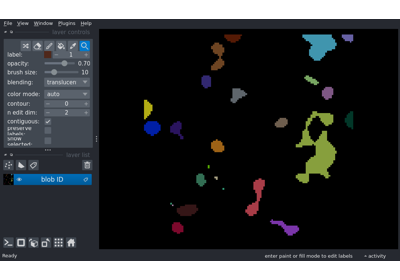 File View Window Plugins Help
layer controls
label: 1
opacity: 0.70
brush size: 10
blending: translucen
color mode: auto
contour: 0
n edit dim: 2
contiguous:
preserve
labels:
show
selected:
layer list
blob ID
Ready
enter paint or fill mode to edit labels
activity